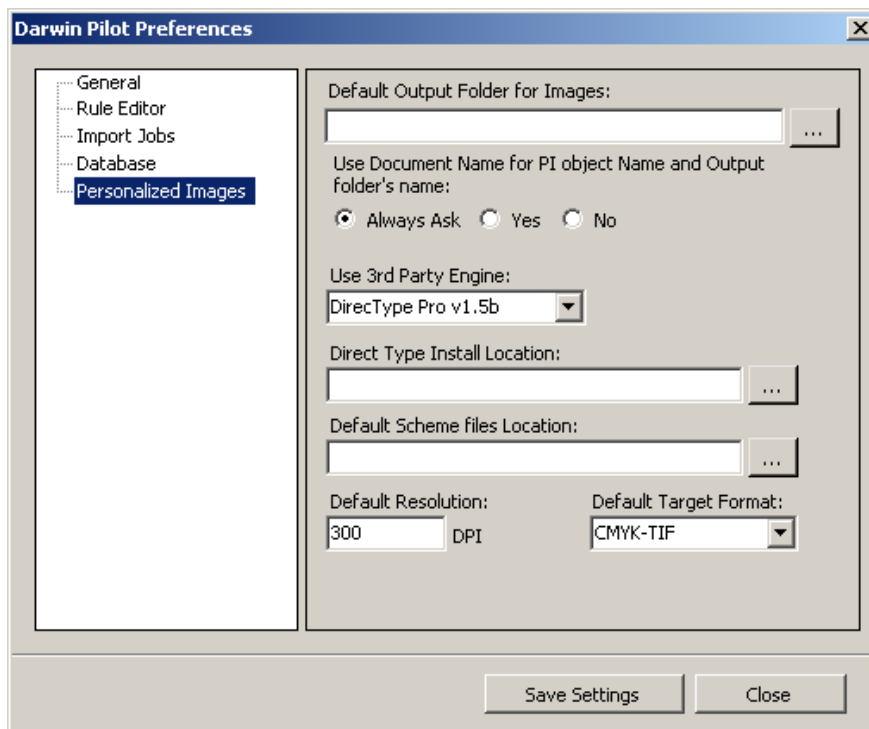 Darwin Pilot Preferences
General
Rule Editor
Import Jobs
Database
Personalized Images
Default Output Folder for Images:
...
Use Document Name for PI object Name and Output
folder's name:
Always Ask Yes No
Use 3rd Party Engine:
DirecType Pro v1.5b
Direct Type Install Location:
...
Default Scheme files Location:
...
Default Resolution: Default Target Format:
300 DPI CMYK-TIF
Save Settings Close